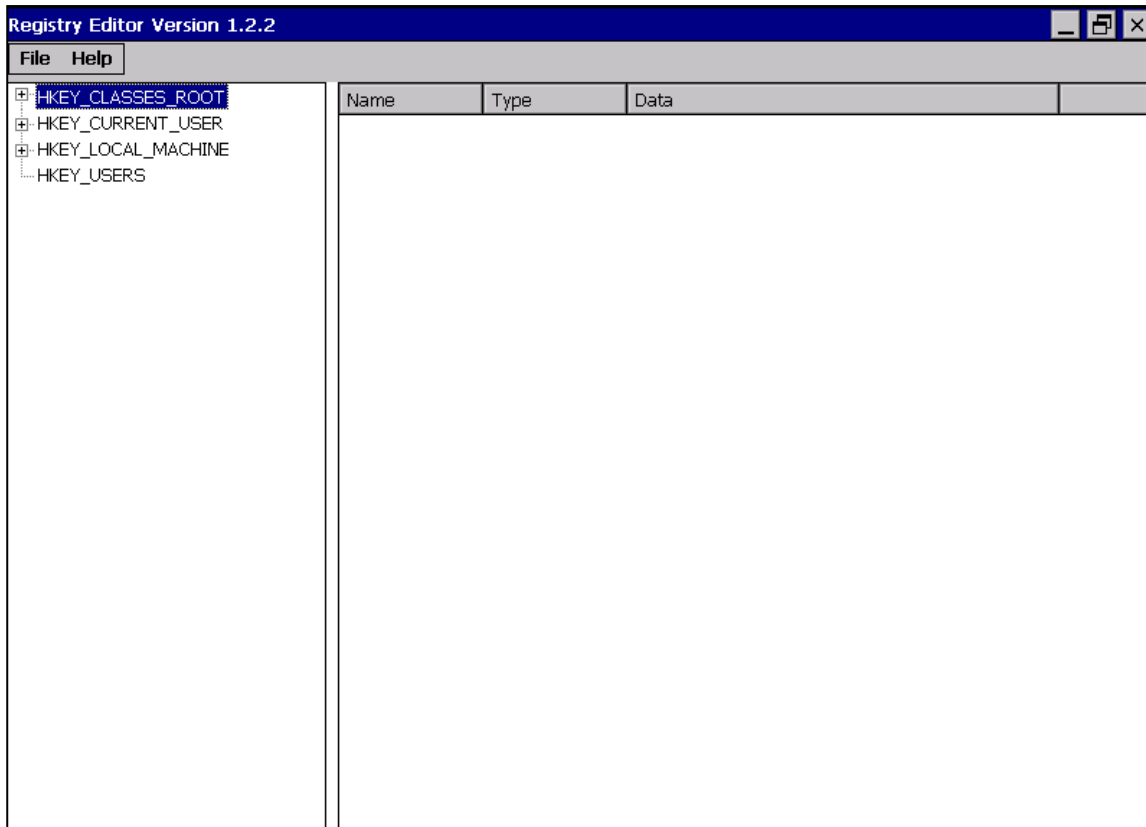 Registry Editor Version 1.2.2
File Help
HKEY_CLASSES_ROOT
HKEY_CURRENT_USER
HKEY_LOCAL_MACHINE
HKEY_USERS
Name Type Data